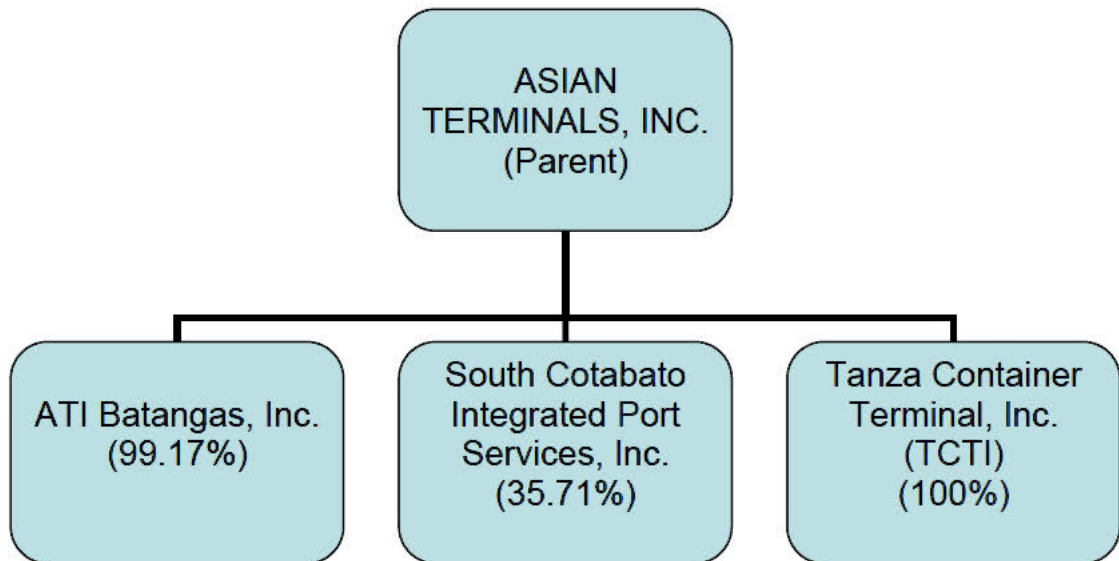 ASIAN
TERMINALS, INC.
(Parent)
ATI Batangas, Inc.
(99.17%)
South Cotabato
Integrated Port
Services, Inc.
(35.71%)
Tanza Container
Terminal, Inc.
(TCTI)
(100%)